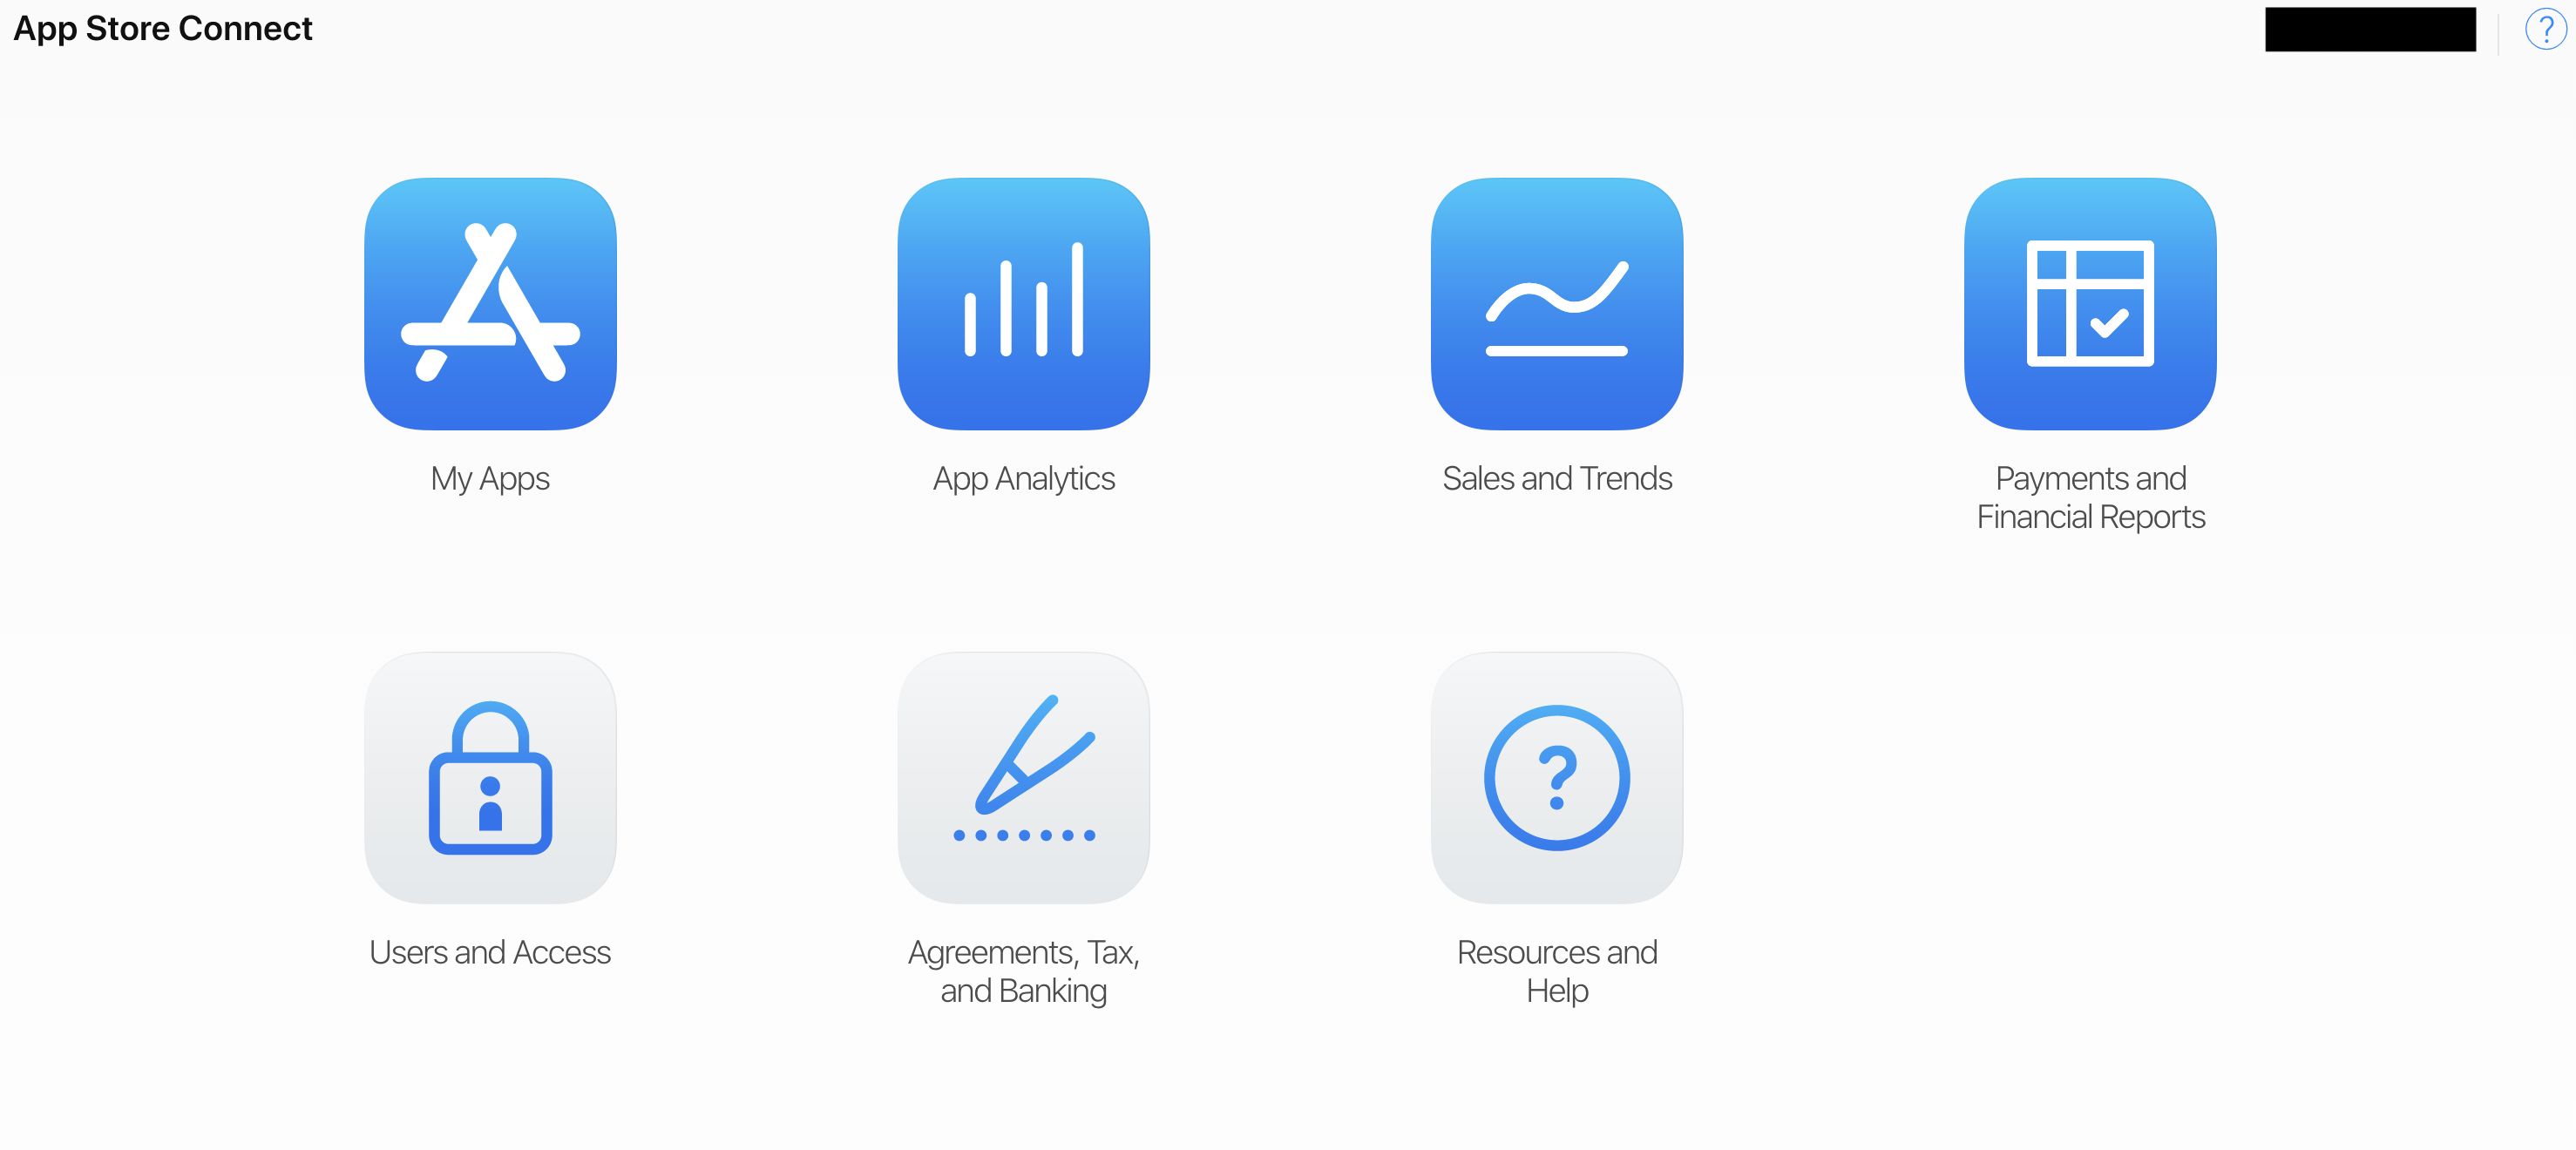 App Store Connect
?
My Apps
App Analytics
Sales and Trends
Payments and
Financial Reports
Users and Access
Agreements, Tax,
and Banking
?
Resources and
Help